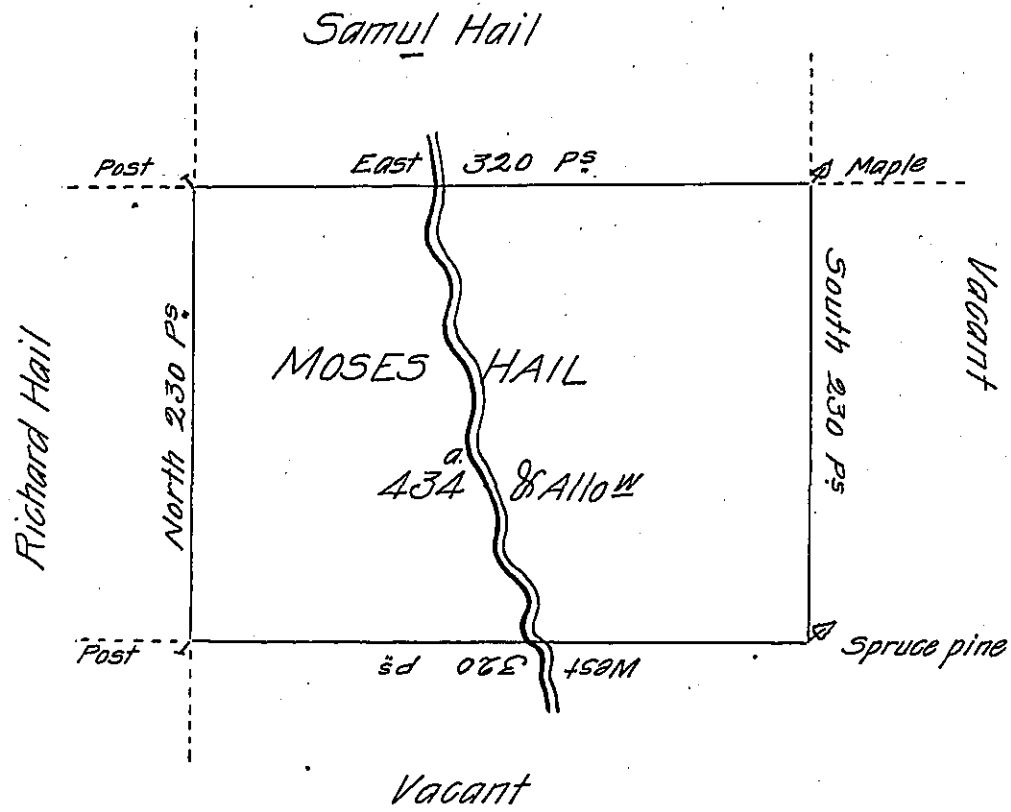 Samul Hail
Post
East 320 Ps
Maple
Richard Hail
North 230 Ps
South 230 Ps
Vacant
MOSES HAIL
434 a. & Allow
Post
West 320 Ps
Spruce pine
Vacant